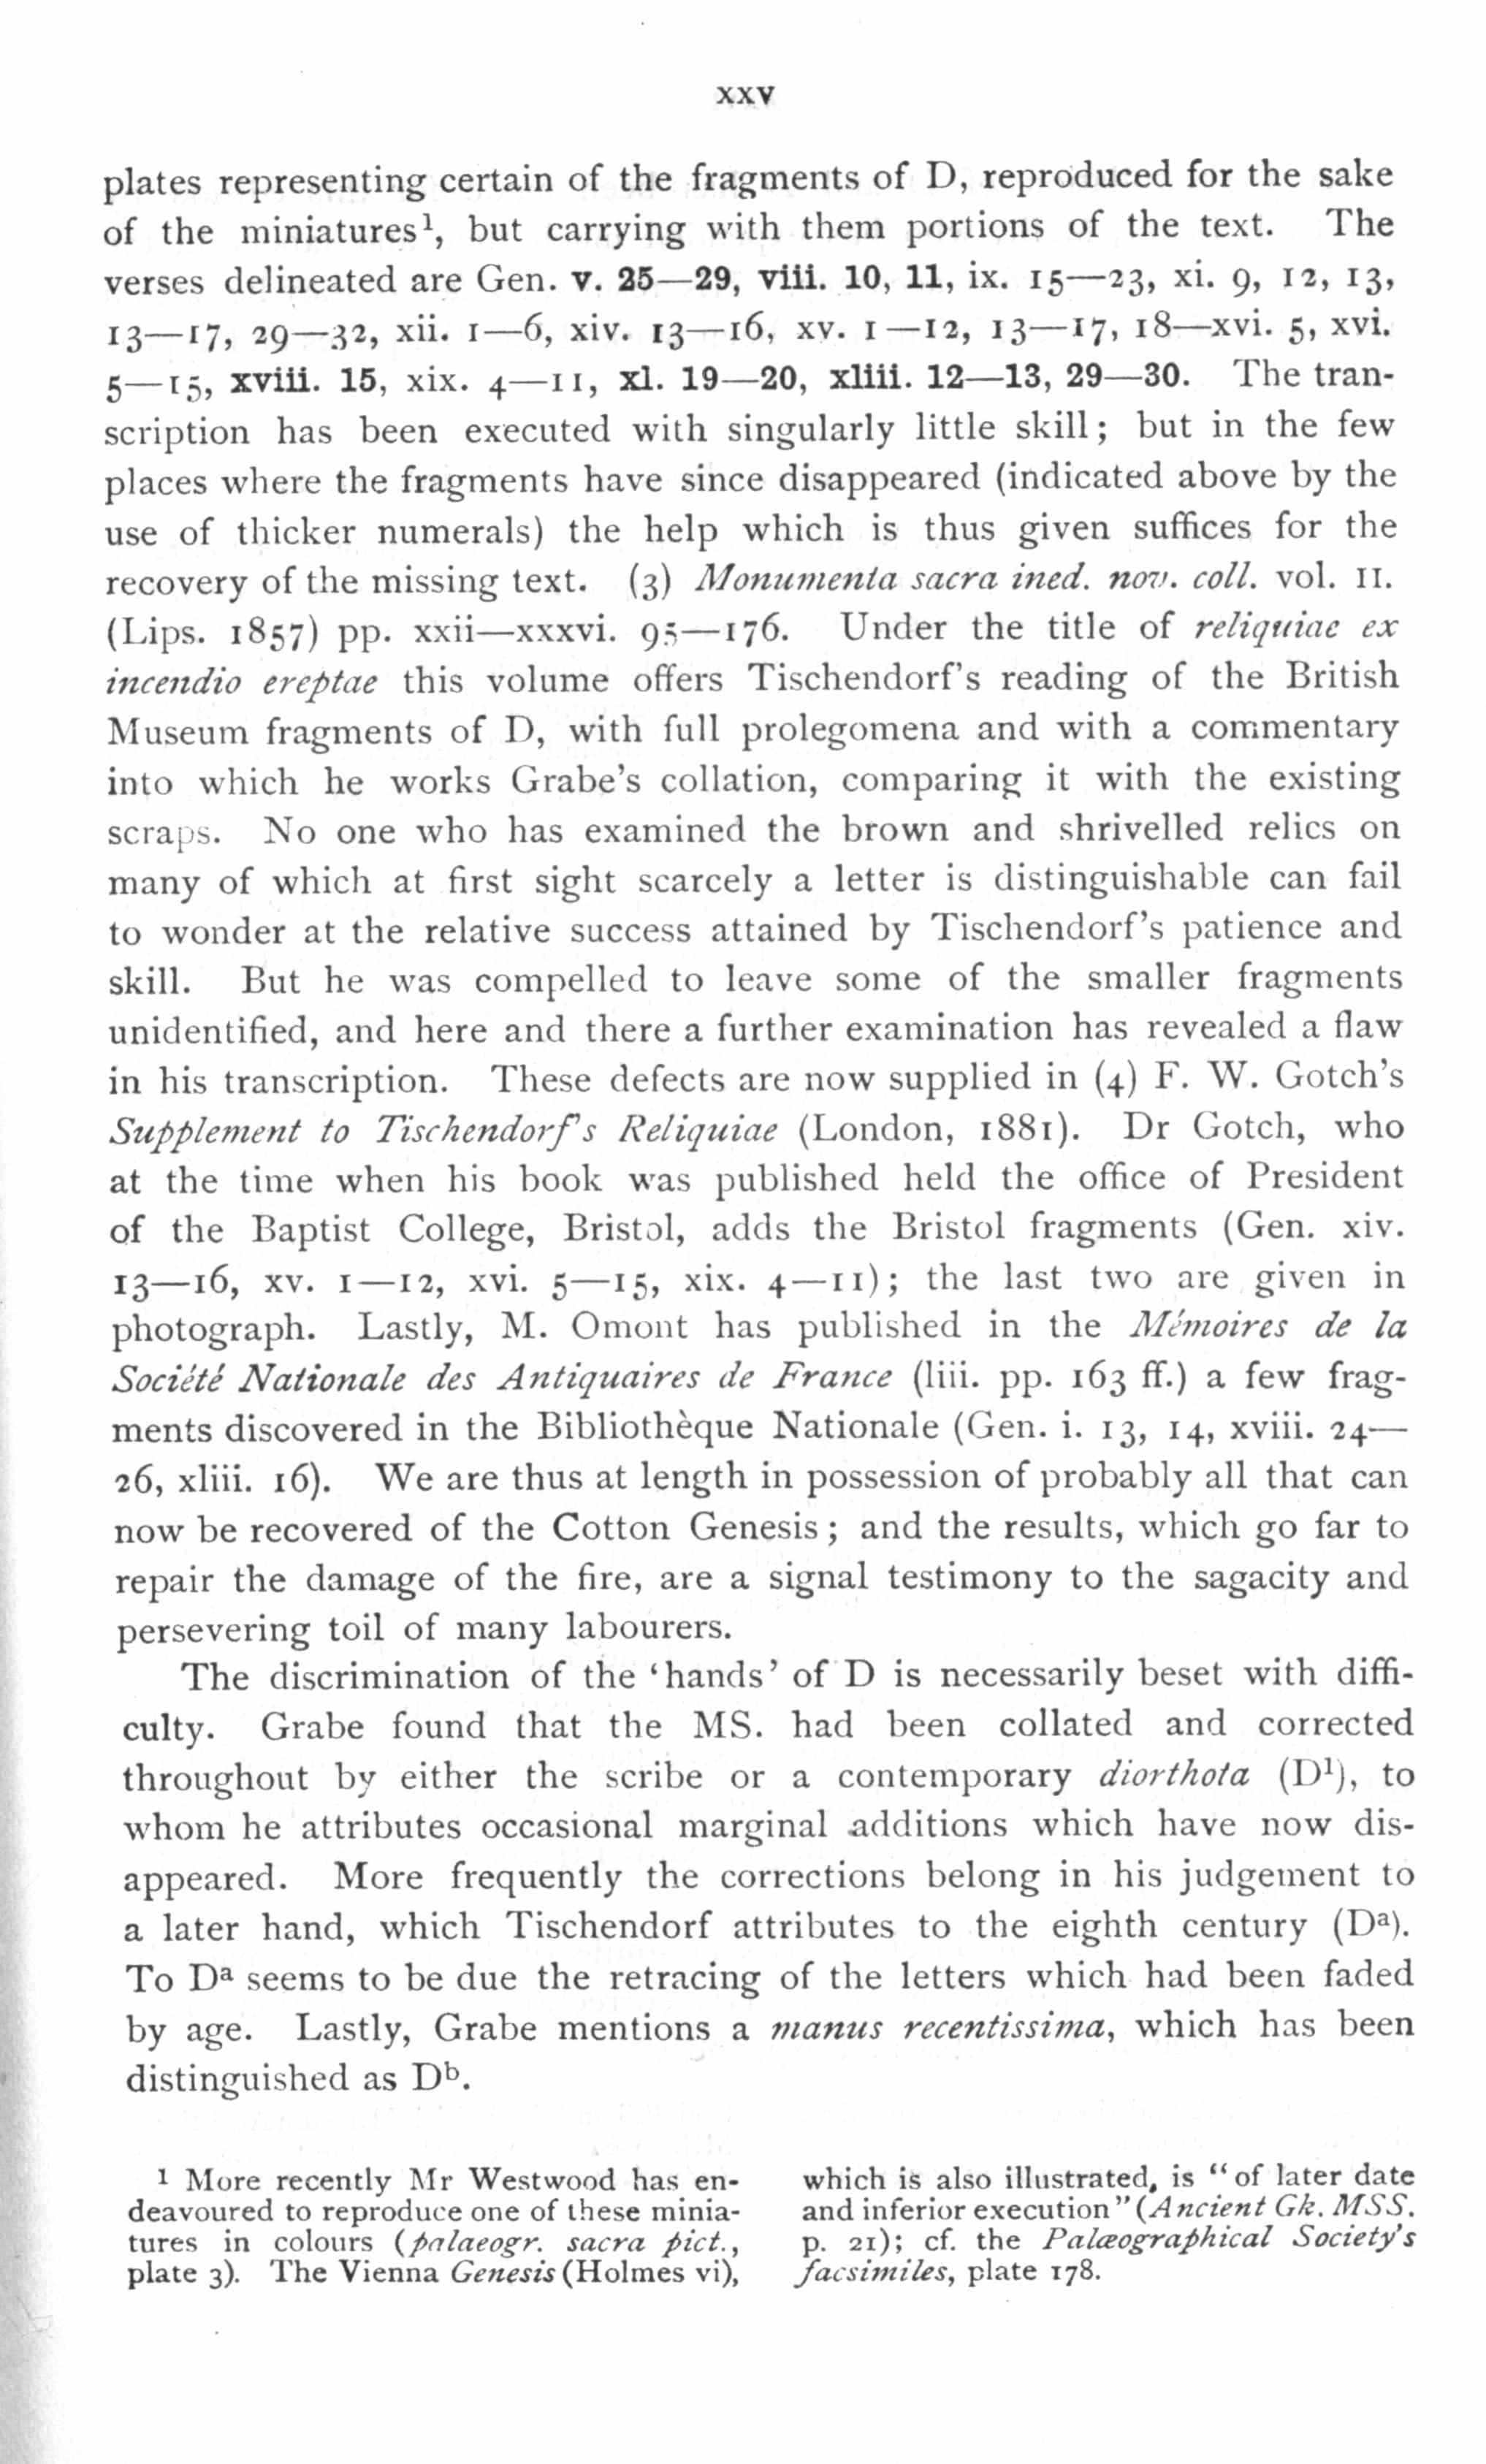 xxv
plates representing certain of the fragments of D, reproduced for the sake
of the miniatures¹, but carrying with them portions of the text. The
verses delineated are Gen. v. 25—29, viii. 10, 11, ix. 15—23, xi. 9, 12, 13,
13—17, 29—32, xii. 1—6, xiv. 13—16, xv. 1—12, 13—17, 18—xvi. 5, xvi.
5—15, xviii. 15, xix. 4—11, xl. 19—20, xliii. 12—13, 29—30. The tran-
scription has been executed with singularly little skill; but in the few
places where the fragments have since disappeared (indicated above by the
use of thicker numerals) the help which is thus given suffices for the
recovery of the missing text. (3) Monumenta sacra ined. nov. coll. vol. II.
(Lips. 1857) pp. xxii—xxxvi. 95—176. Under the title of reliquiae ex
incendio ereptae this volume offers Tischendorf's reading of the British
Museum fragments of D, with full prolegomena and with a commentary
into which he works Grabe's collation, comparing it with the existing
scraps. No one who has examined the brown and shrivelled relics on
many of which at first sight scarcely a letter is distinguishable can fail
to wonder at the relative success attained by Tischendorf's patience and
skill. But he was compelled to leave some of the smaller fragments
unidentified, and here and there a further examination has revealed a flaw
in his transcription. These defects are now supplied in (4) F. W. Gotch's
Supplement to Tischendorf's Reliquiae (London, 1881). Dr Gotch, who
at the time when his book was published held the office of President
of the Baptist College, Bristol, adds the Bristol fragments (Gen. xiv.
13—16, xv. 1—12, xvi. 5—15, xix. 4—11); the last two are given in
photograph. Lastly, M. Omont has published in the Mémoires de la
Société Nationale des Antiquaires de France (liii. pp. 163 ff.) a few frag-
ments discovered in the Bibliothèque Nationale (Gen. i. 13, 14, xviii. 24—
26, xliii. 16). We are thus at length in possession of probably all that can
now be recovered of the Cotton Genesis; and the results, which go far to
repair the damage of the fire, are a signal testimony to the sagacity and
persevering toil of many labourers.
The discrimination of the 'hands' of D is necessarily beset with diffi-
culty. Grabe found that the MS. had been collated and corrected
throughout by either the scribe or a contemporary diorthota (D¹), to
whom he attributes occasional marginal additions which have now dis-
appeared. More frequently the corrections belong in his judgement to
a later hand, which Tischendorf attributes to the eighth century (Dᵃ).
To Dᵃ seems to be due the retracing of the letters which had been faded
by age. Lastly, Grabe mentions a manus recentissima, which has been
distinguished as Dᵇ.
¹ More recently Mr Westwood has en-
deavoured to reproduce one of these minia-
tures in colours (palaeogr. sacra pict.,
plate 3). The Vienna Genesis (Holmes vi),
which is also illustrated, is "of later date
and inferior execution" (Ancient Gk. MSS.
p. 21); cf. the Palæographical Society's
facsimiles, plate 178.